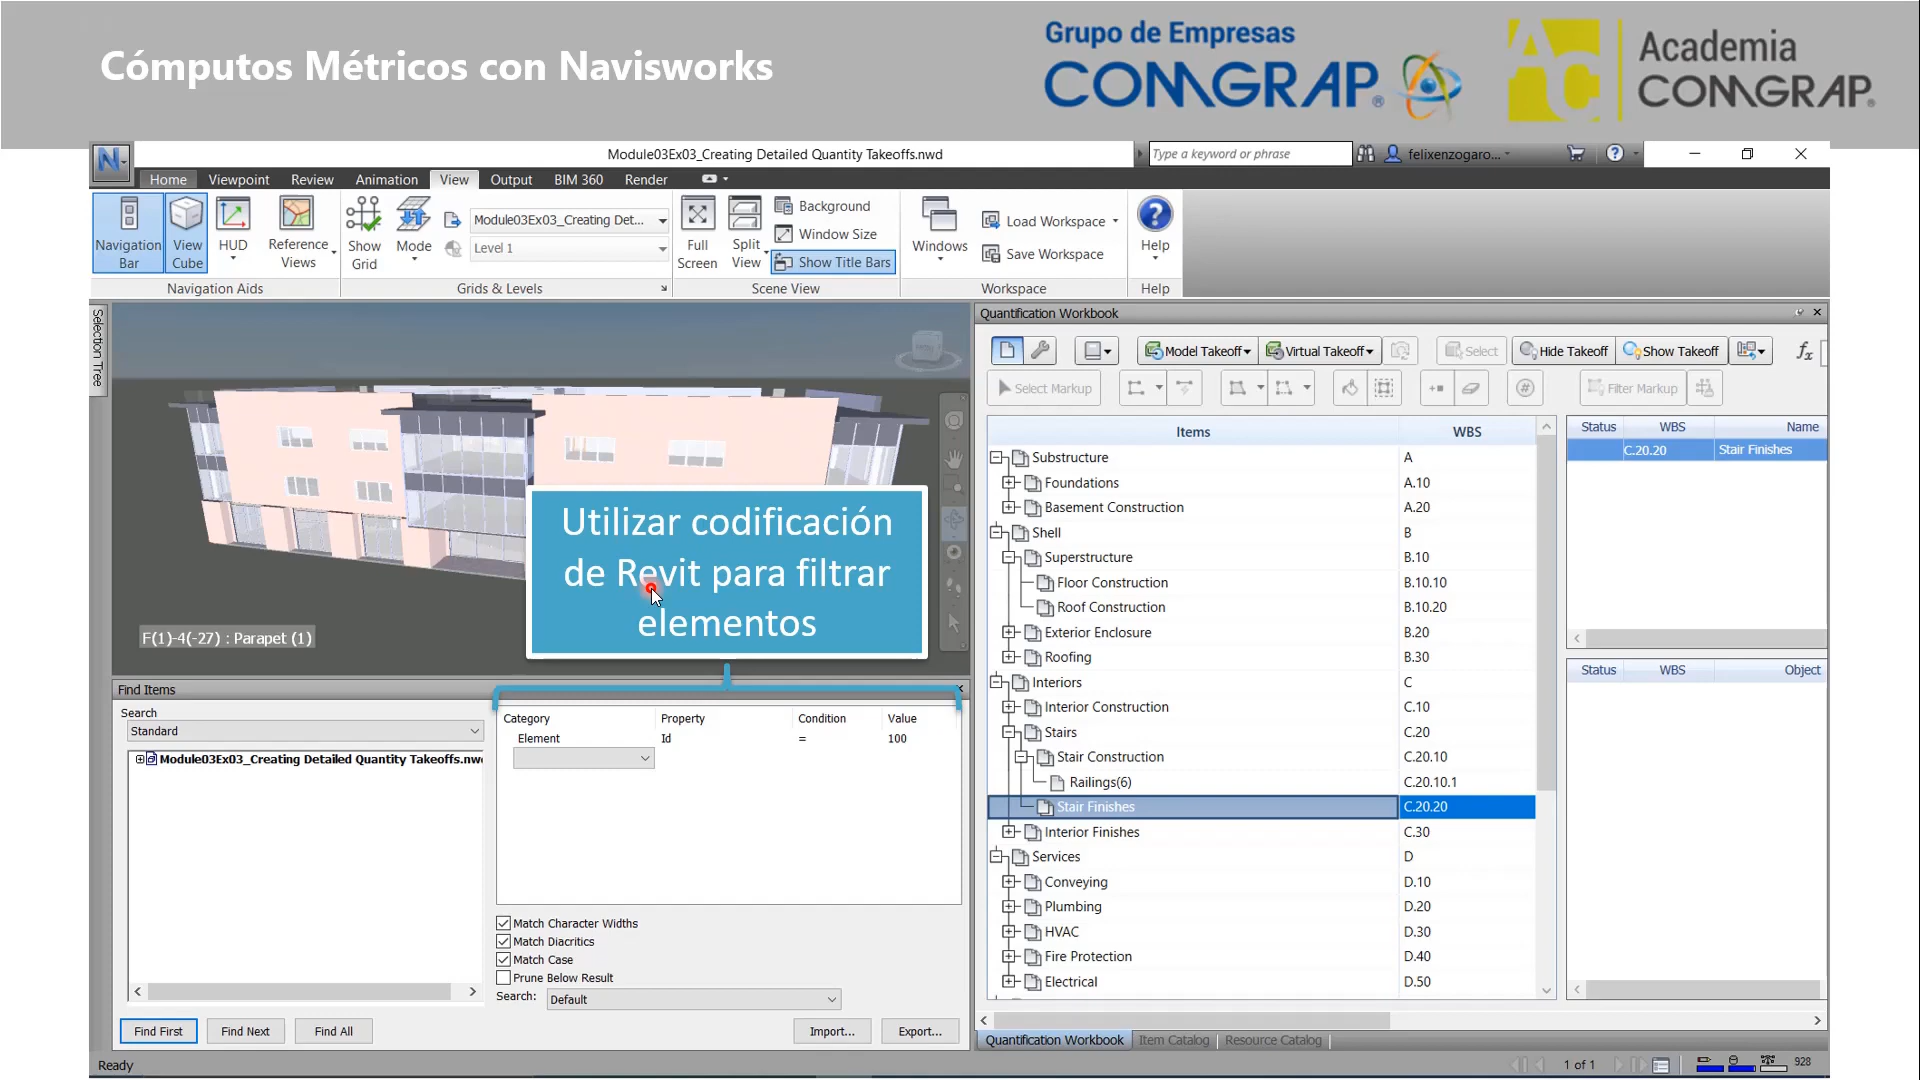 Cómputos Métricos con Navisworks
Grupo de Empresas
COMGRAP®
AC
Academia
COMGRAP®
N
Module03Ex03_Creating Detailed Quantity Takeoffs.nwd
Type a keyword or phrase
felixenzogaro...
Home Viewpoint Review Animation View Output BIM 360 Render
Navigation Bar
View Cube
HUD
Reference Views
Show Grid
Mode
Module03Ex03_Creating Det...
Level 1
Full Screen
Split View
Background
Window Size
Show Title Bars
Windows
Load Workspace
Save Workspace
Help
Navigation Aids
Grids & Levels
Scene View
Workspace
Help
Selection Tree
F(1)-4(-27) : Parapet (1)
Utilizar codificación
de Revit para filtrar
elementos
Find Items
Search
Standard
Module03Ex03_Creating Detailed Quantity Takeoffs.nwd
Category Property Condition Value
Element Id = 100
Match Character Widths
Match Diacritics
Match Case
Prune Below Result
Search: Default
Find First Find Next Find All Import... Export...
Ready
Quantification Workbook
Model Takeoff Virtual Takeoff Select Hide Takeoff Show Takeoff fx
Select Markup Filter Markup
Items WBS
Substructure A
Foundations A.10
Basement Construction A.20
Shell B
Superstructure B.10
Floor Construction B.10.10
Roof Construction B.10.20
Exterior Enclosure B.20
Roofing B.30
Interiors C
Interior Construction C.10
Stairs C.20
Stair Construction C.20.10
Railings(6) C.20.10.1
Stair Finishes C.20.20
Interior Finishes C.30
Services D
Conveying D.10
Plumbing D.20
HVAC D.30
Fire Protection D.40
Electrical D.50
Status WBS Name
C.20.20 Stair Finishes
Status WBS Object
Quantification Workbook Item Catalog Resource Catalog
1 of 1
928